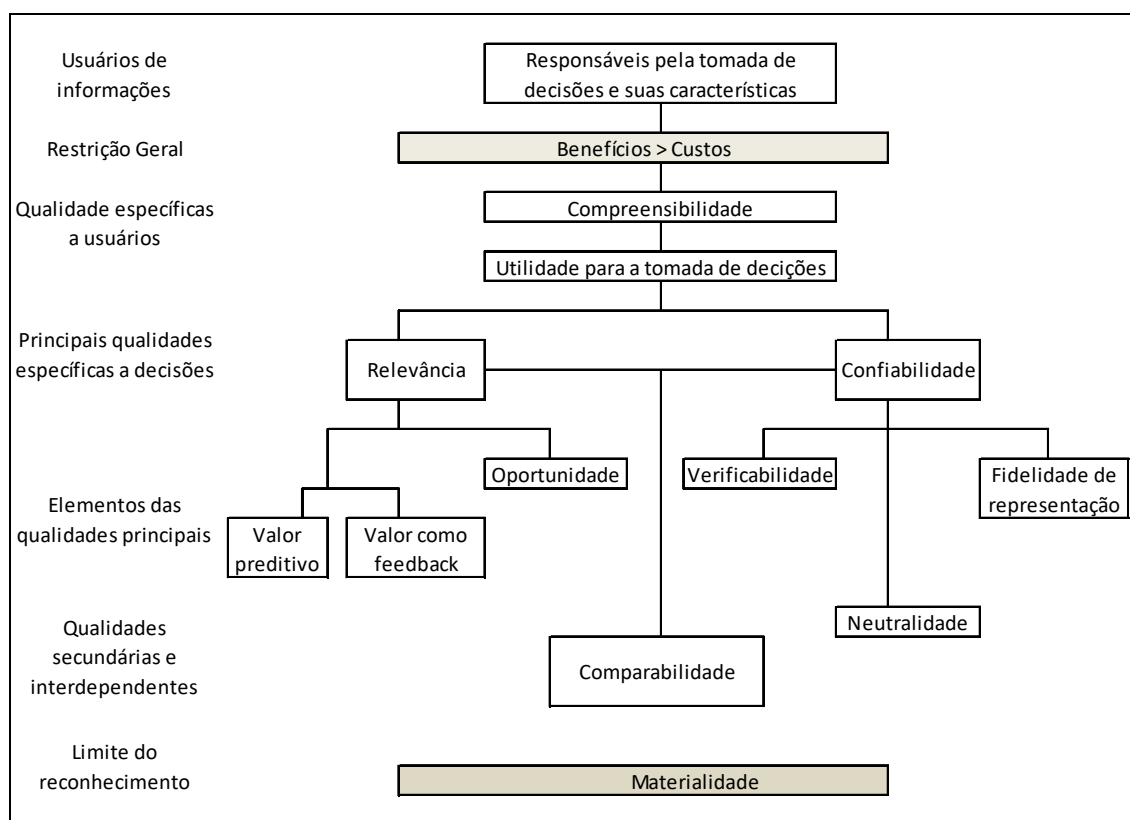 Usuários de
informações
Responsáveis pela tomada de
decisões e suas características
Restrição Geral
Benefícios > Custos
Qualidade específicas
a usuários
Compreensibilidade
Utilidade para a tomada de decições
Principais qualidades
específicas a decisões
Relevância
Confiabilidade
Oportunidade
Verificabilidade
Fidelidade de
representação
Elementos das
qualidades principais
Valor
preditivo
Valor como
feedback
Neutralidade
Qualidades
secundárias e
interdependentes
Comparabilidade
Limite do
reconhecimento
Materialidade